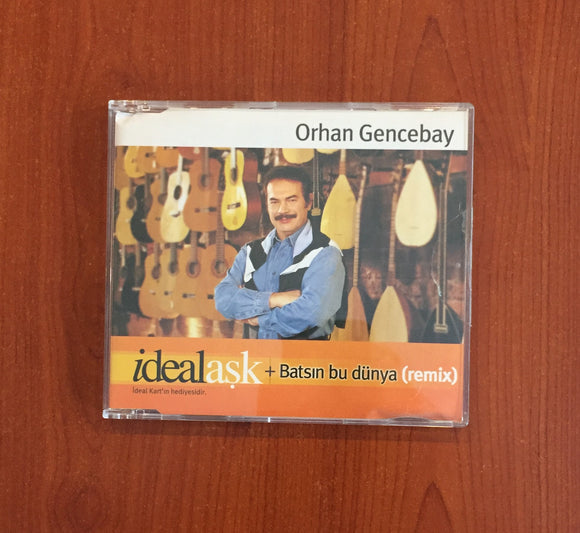 Orhan Gencebay
idealaşk + Batsın bu dünya (remix)
İdeal Kart'ın hediyesidir.